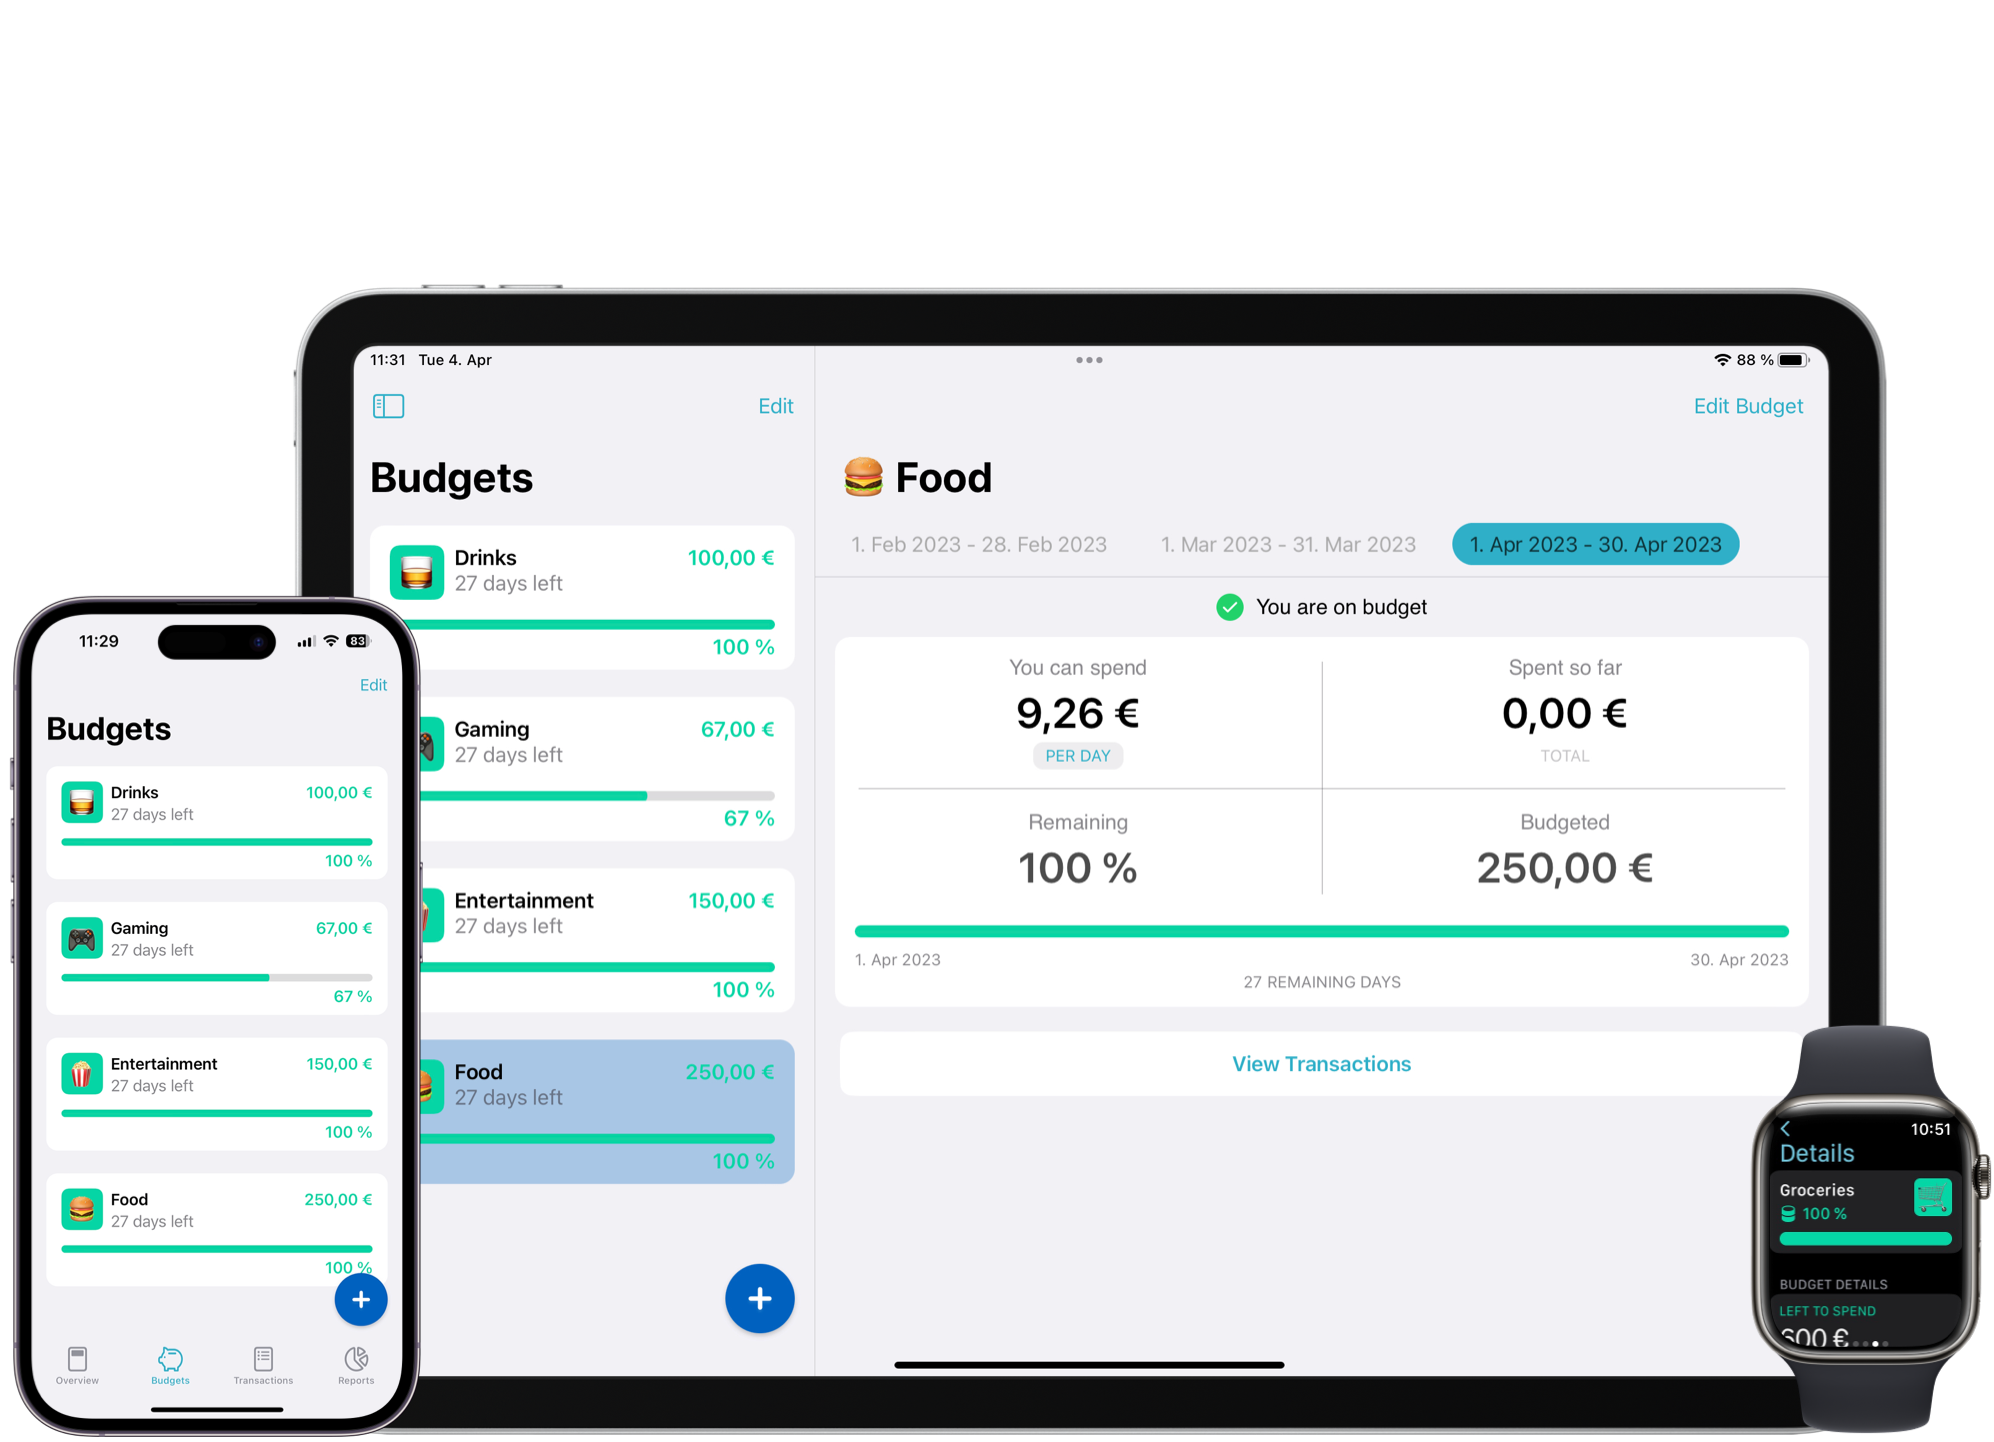 11:31 Tue 4. Apr
88 %
Edit
Edit Budget
Budgets
Drinks
100,00 €
27 days left
100 %
Gaming
67,00 €
27 days left
67 %
Entertainment
150,00 €
27 days left
100 %
Food
250,00 €
27 days left
100 %
Food
1. Feb 2023 - 28. Feb 2023
1. Mar 2023 - 31. Mar 2023
1. Apr 2023 - 30. Apr 2023
You are on budget
You can spend
9,26 €
PER DAY
Spent so far
0,00 €
TOTAL
Remaining
100 %
Budgeted
250,00 €
1. Apr 2023
30. Apr 2023
27 REMAINING DAYS
View Transactions
11:29
83
Edit
Budgets
Drinks
100,00 €
27 days left
100 %
Gaming
67,00 €
27 days left
67 %
Entertainment
150,00 €
27 days left
100 %
Food
250,00 €
27 days left
100 %
Overview
Budgets
Transactions
Reports
10:51
Details
Groceries
100 %
BUDGET DETAILS
LEFT TO SPEND
600 €